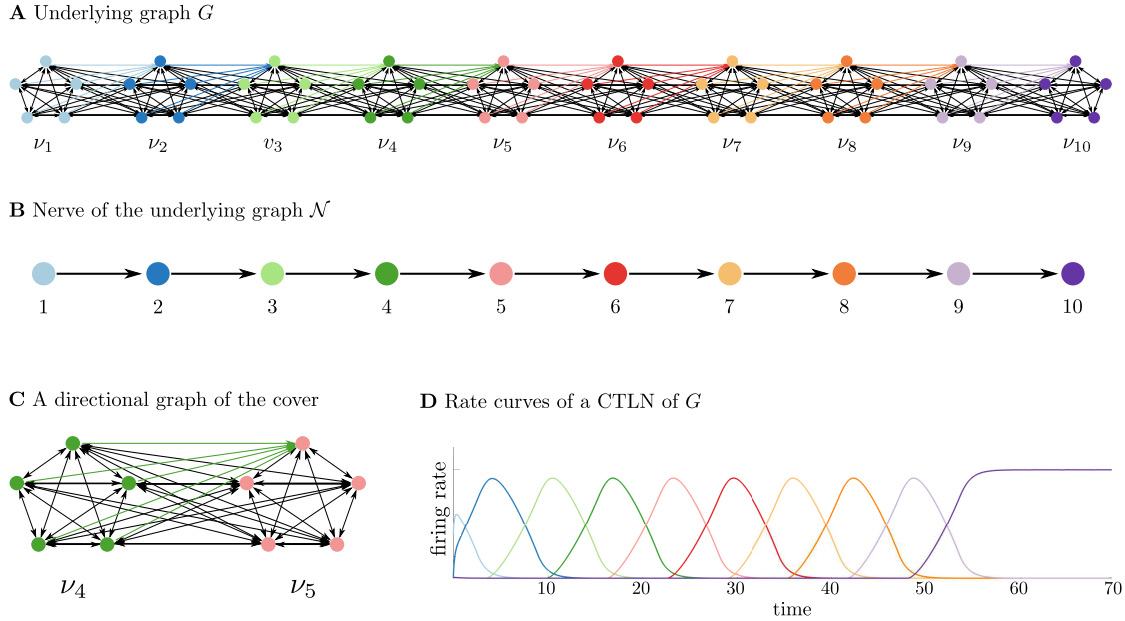 A Underlying graph G
ν1 ν2 v3 ν4 ν5 ν6 ν7 ν8 ν9 ν10
B Nerve of the underlying graph 𝒩
1 2 3 4 5 6 7 8 9 10
C A directional graph of the cover
ν4 ν5
D Rate curves of a CTLN of G
firing rate
10 20 30 40 50 60 70
time